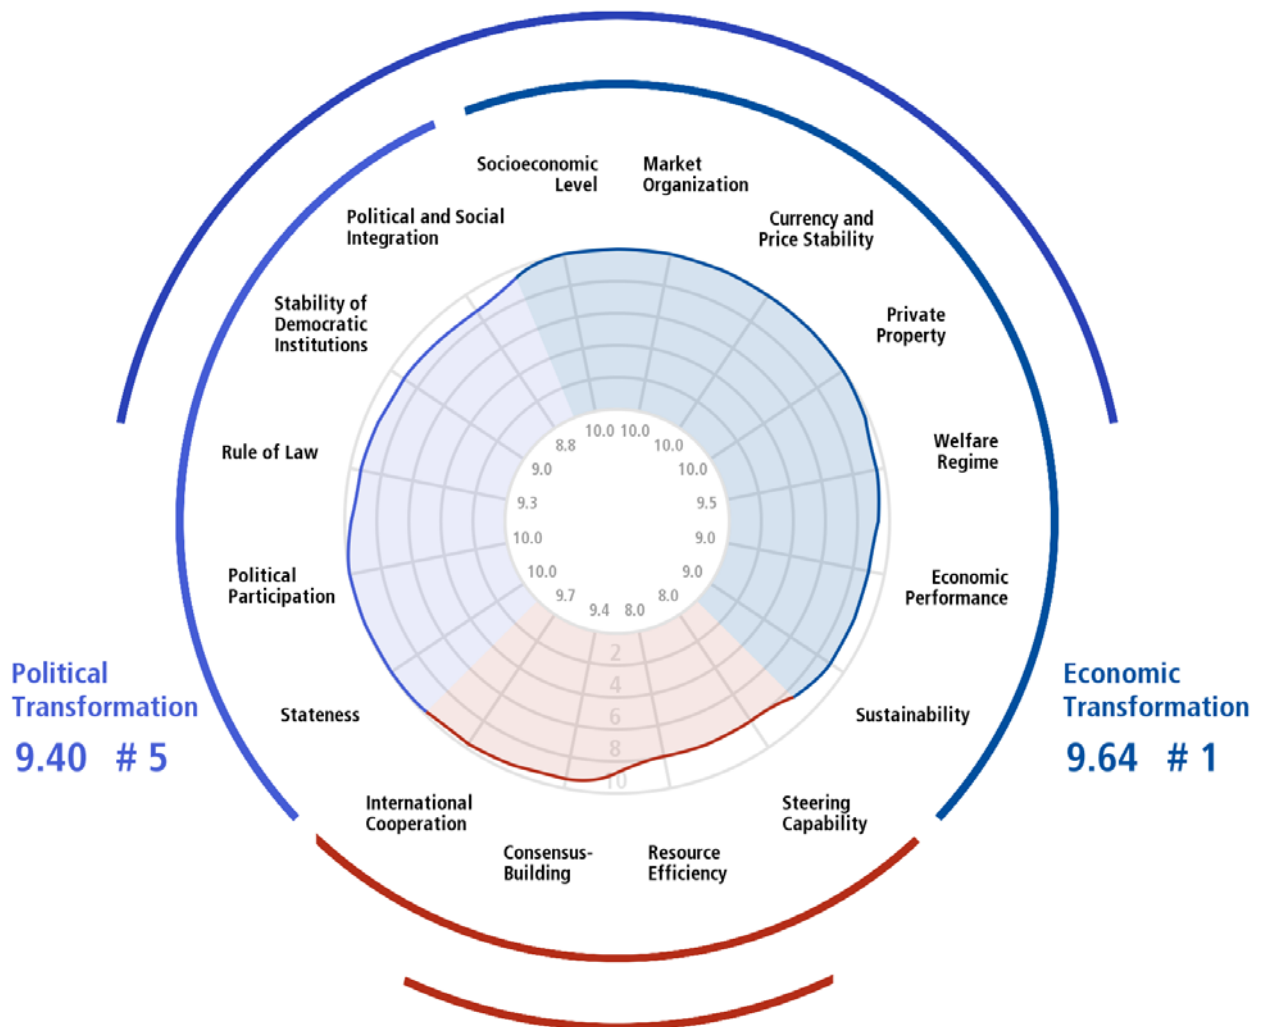 Socioeconomic
Level
Market
Organization
Political and Social
Integration
Currency and
Price Stability
Stability of
Democratic
Institutions
Private
Property
Rule of Law
Welfare
Regime
Political
Participation
Economic
Performance
Stateness
Sustainability
International
Cooperation
Steering
Capability
Consensus-
Building
Resource
Efficiency
10.0
10.0
10.0
10.0
9.5
9.0
9.0
8.0
8.0
9.4
9.7
10.0
10.0
9.3
9.0
8.8
2
4
6
8
10
Political
Transformation
9.40 # 5
Economic
Transformation
9.64 # 1